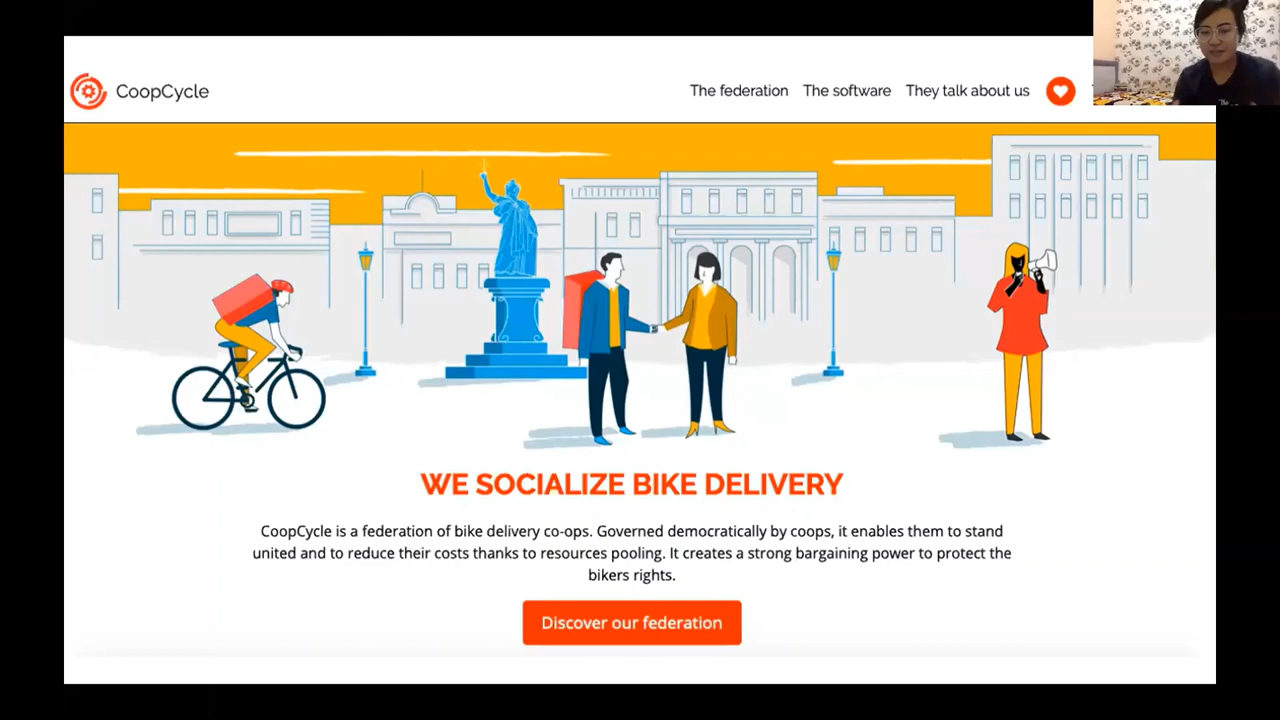 CoopCycle
The federation
The software
They talk about us
WE SOCIALIZE BIKE DELIVERY
CoopCycle is a federation of bike delivery co-ops. Governed democratically by coops, it enables them to stand
united and to reduce their costs thanks to resources pooling. It creates a strong bargaining power to protect the
bikers rights.
Discover our federation